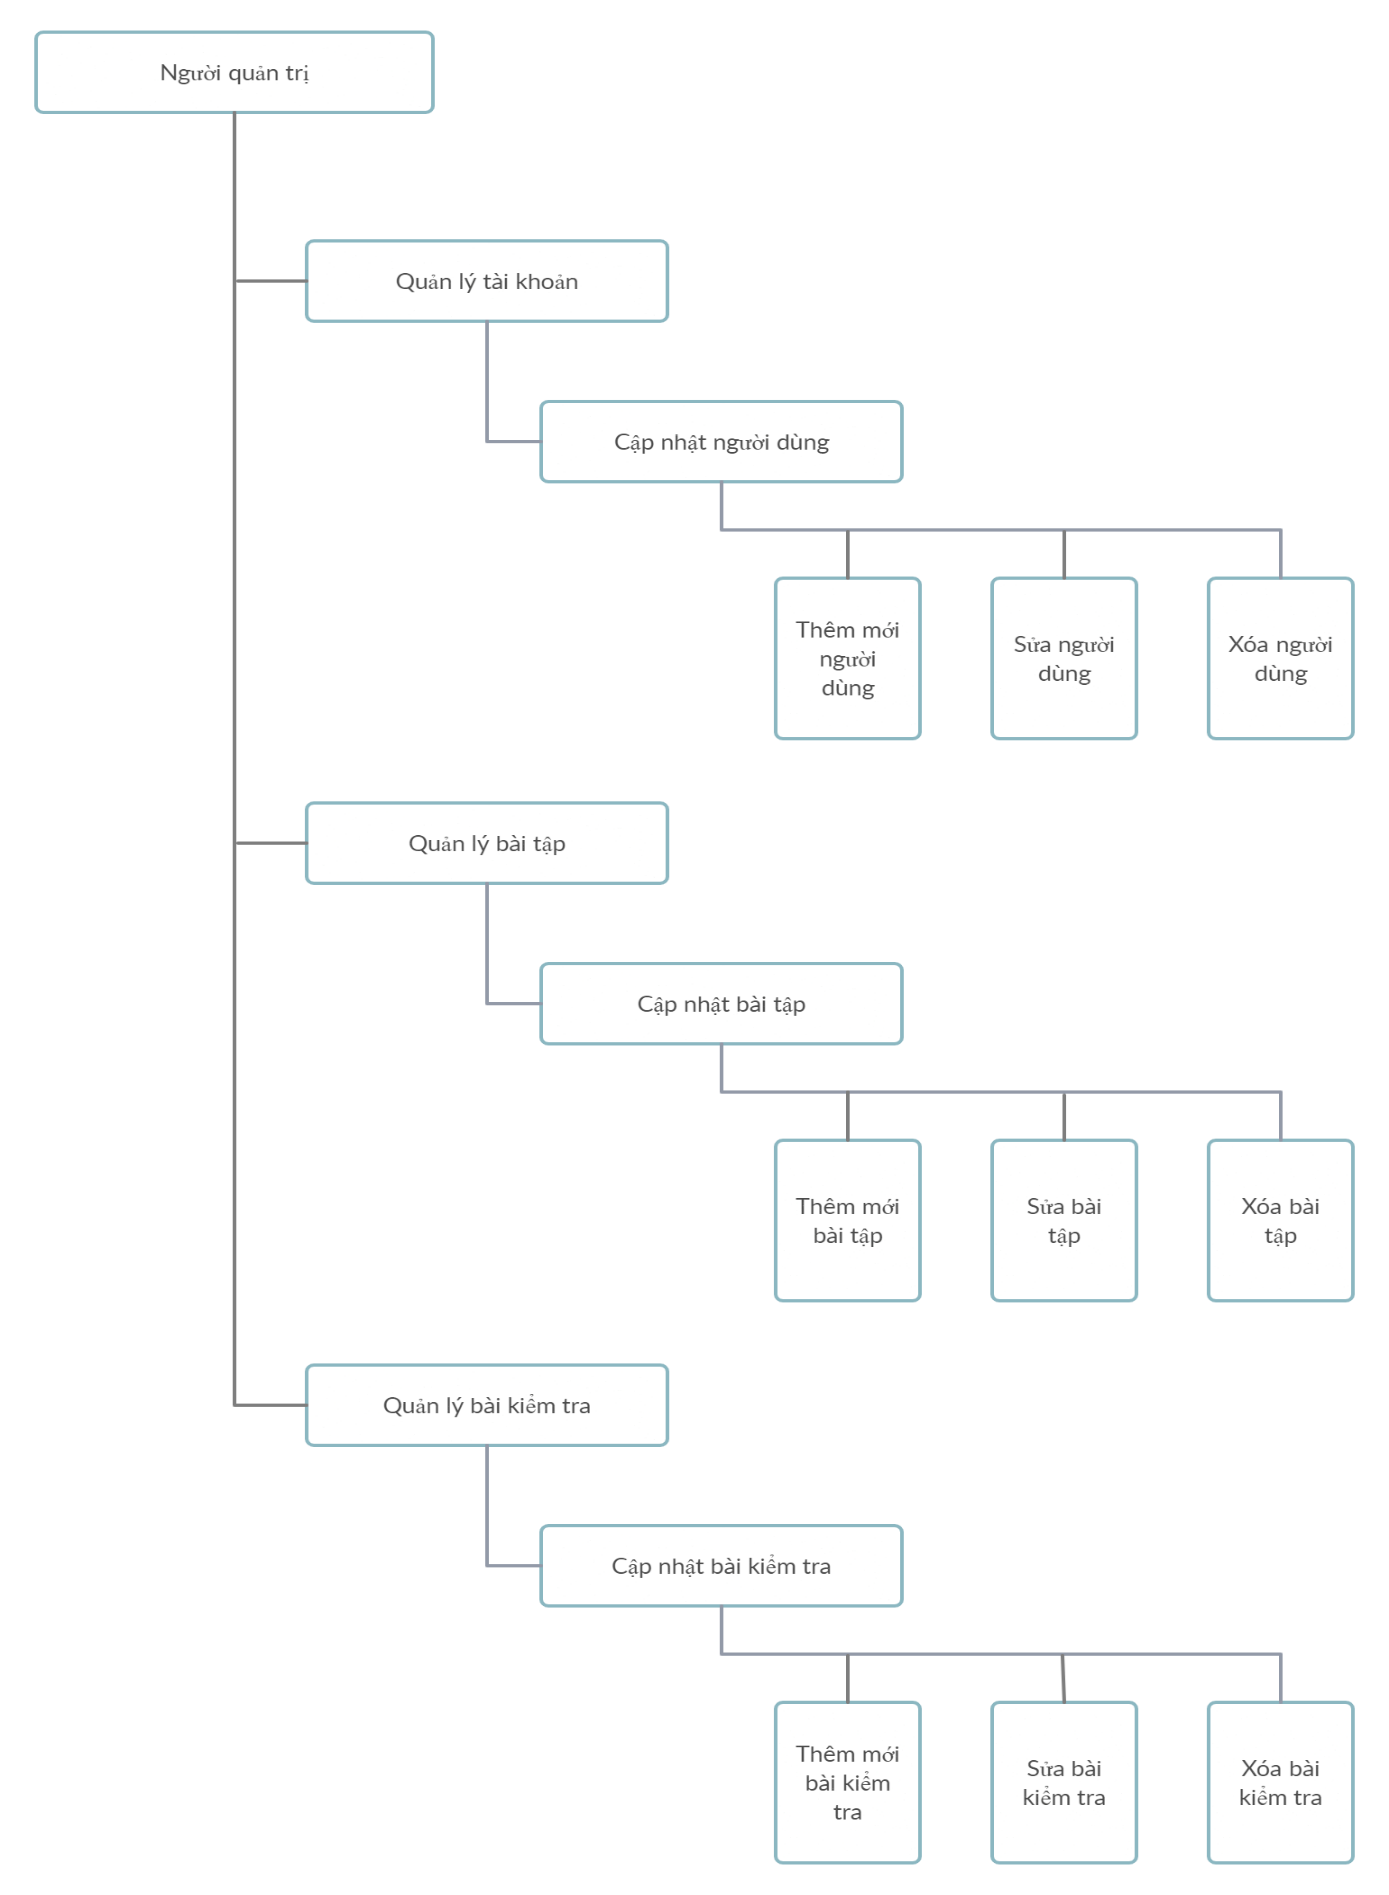 Người quản trị
Quản lý tài khoản
Cập nhật người dùng
Thêm mới
người
dùng
Sửa người
dùng
Xóa người
dùng
Quản lý bài tập
Cập nhật bài tập
Thêm mới
bài tập
Sửa bài
tập
Xóa bài
tập
Quản lý bài kiểm tra
Cập nhật bài kiểm tra
Thêm mới
bài kiểm
tra
Sửa bài
kiểm tra
Xóa bài
kiểm tra